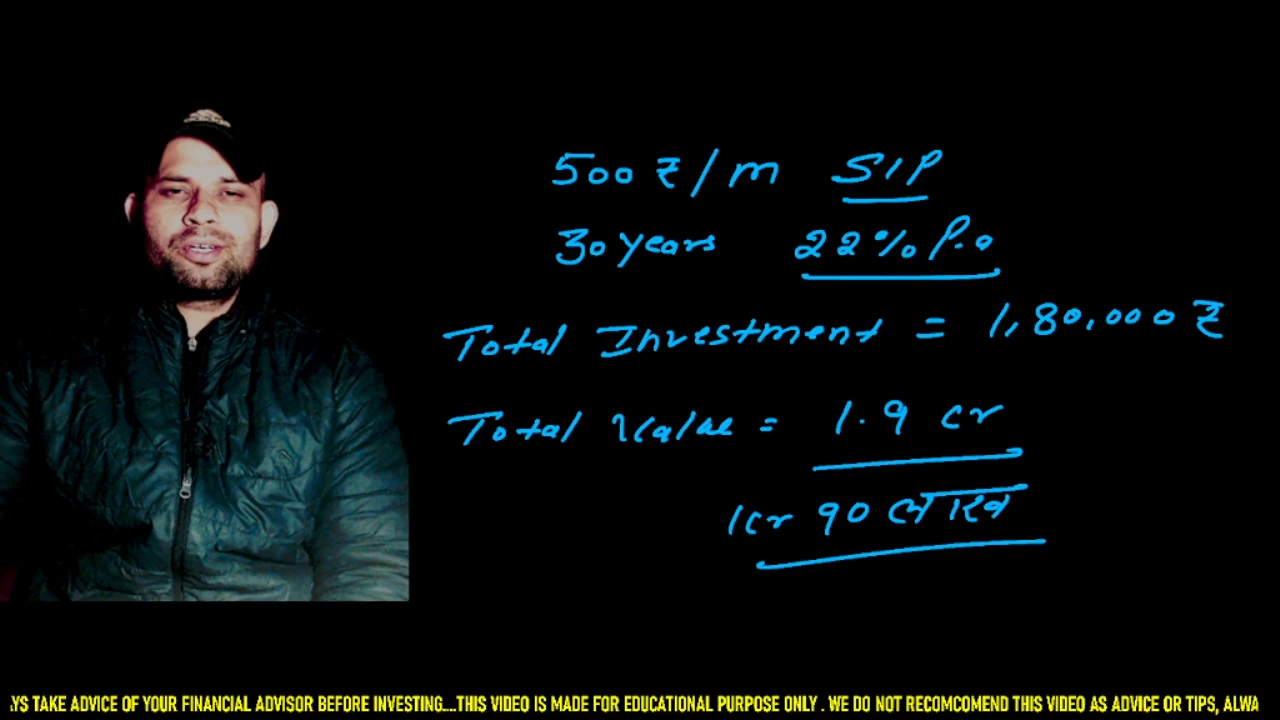 500 ₹/m SIP
30 years 22% P.a
Total Investment = 1,80,000 ₹
Total Value = 1.9 cr
1cr 90 लाख
.YS TAKE ADVICE OF YOUR FINANCIAL ADVISOR BEFORE INVESTING....THIS VIDEO IS MADE FOR EDUCATIONAL PURPOSE ONLY . WE DO NOT RECOMCOMEND THIS VIDEO AS ADVICE OR TIPS, ALWA